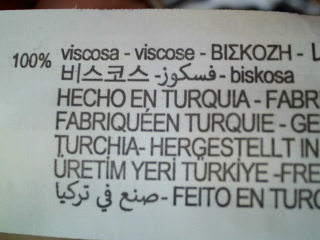 100% viscosa - viscose - ΒΙΣΚΟΖΗ -
비스코스 - فسكوز - biskosa
HECHO EN TURQUIA - FABR
FABRIQUÉEN TURQUIE - GE
TURCHIA- HERGESTELLT IN
ÜRETİM YERİ TÜRKİYE -FRE
صنع في تركيا - FEITO EN TURQ